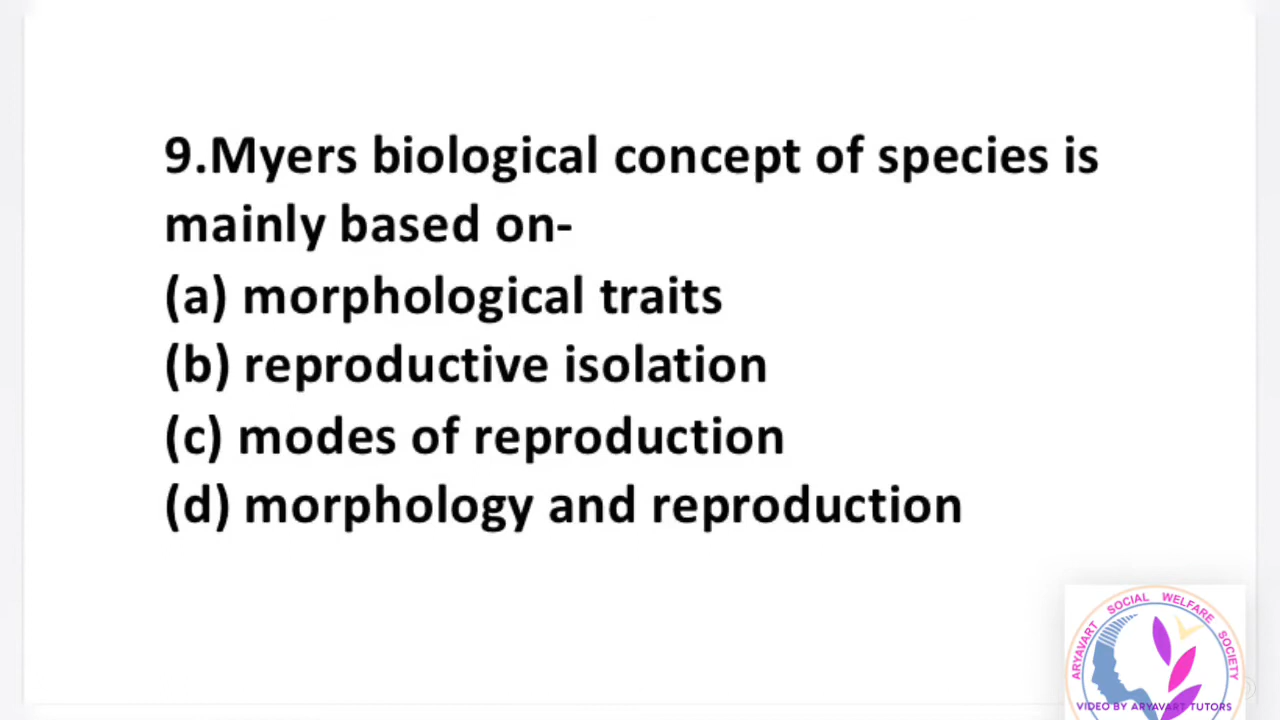 9.Myers biological concept of species is
mainly based on-
(a) morphological traits
(b) reproductive isolation
(c) modes of reproduction
(d) morphology and reproduction
ARYAVART SOCIAL WELFARE SOCIETY
VIDEO BY ARYAVART TUTORS